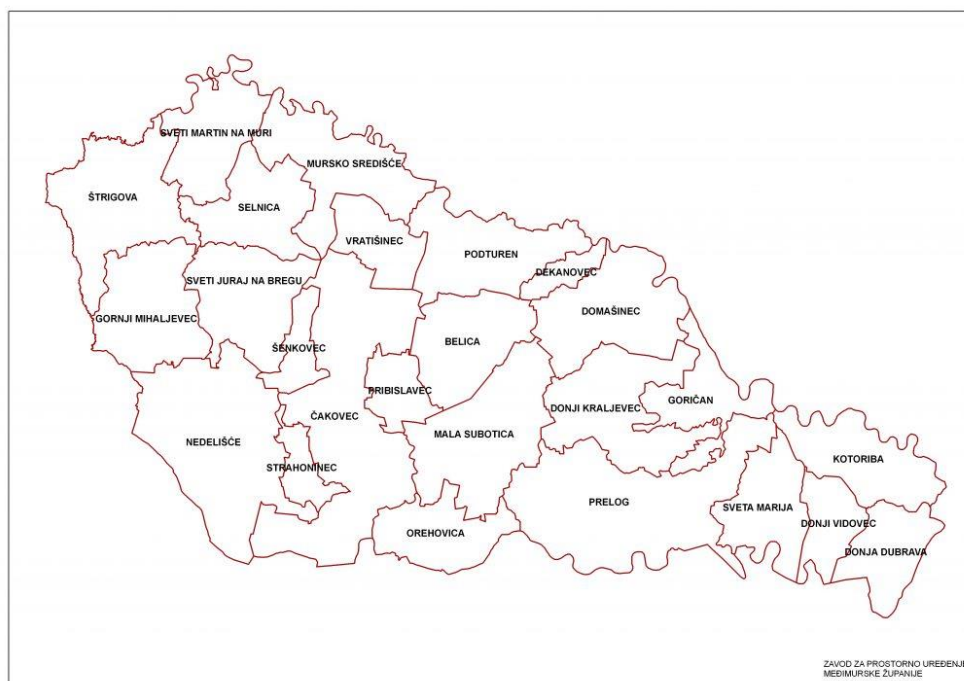 SVETI MARTIN NA MURI
MURSKO SREDIŠĆE
ŠTRIGOVA
SELNICA
VRATIŠINEC
PODTUREN
DEKANOVEC
SVETI JURAJ NA BREGU
GORNJI MIHALJEVEC
DOMAŠINEC
ŠENKOVEC
BELICA
PRIBISLAVEC
GORIČAN
DONJI KRALJEVEC
ČAKOVEC
MALA SUBOTICA
NEDELIŠĆE
KOTORIBA
STRAHONINEC
PRELOG
SVETA MARIJA
DONJI VIDOVEC
OREHOVICA
DONJA DUBRAVA
ZAVOD ZA PROSTORNO UREĐENJE
MEĐIMURSKE ŽUPANIJE